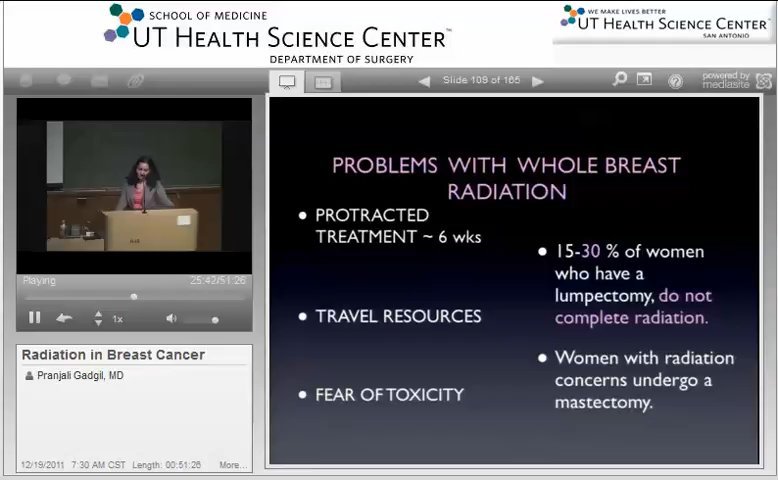 SCHOOL OF MEDICINE
UT HEALTH SCIENCE CENTER™
DEPARTMENT OF SURGERY
WE MAKE LIVES BETTER
UT HEALTH SCIENCE CENTER™
SAN ANTONIO
Slide 109 of 165
powered by
mediasite
PROBLEMS WITH WHOLE BREAST
RADIATION
• PROTRACTED
TREATMENT ~ 6 wks
• TRAVEL RESOURCES
• FEAR OF TOXICITY
• 15-30 % of women
who have a
lumpectomy, do not
complete radiation.
• Women with radiation
concerns undergo a
mastectomy.
Playing
25:42/51:26
1x
Radiation in Breast Cancer
Pranjali Gadgil, MD
12/19/2011 7:30 AM CST Length: 00:51:26 More...